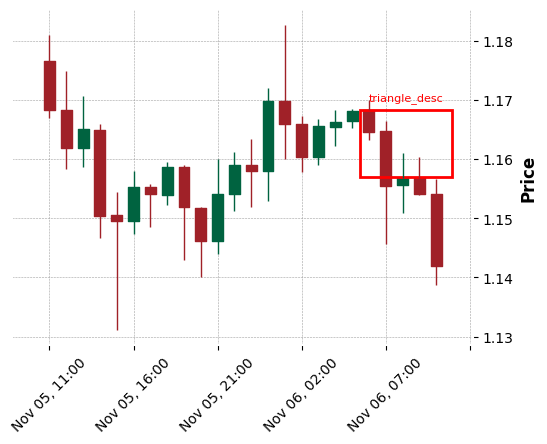 1.18
triangle_desc
1.17
1.16
1.15
1.14
1.13
Price
Nov 05, 11:00
Nov 05, 16:00
Nov 05, 21:00
Nov 06, 02:00
Nov 06, 07:00